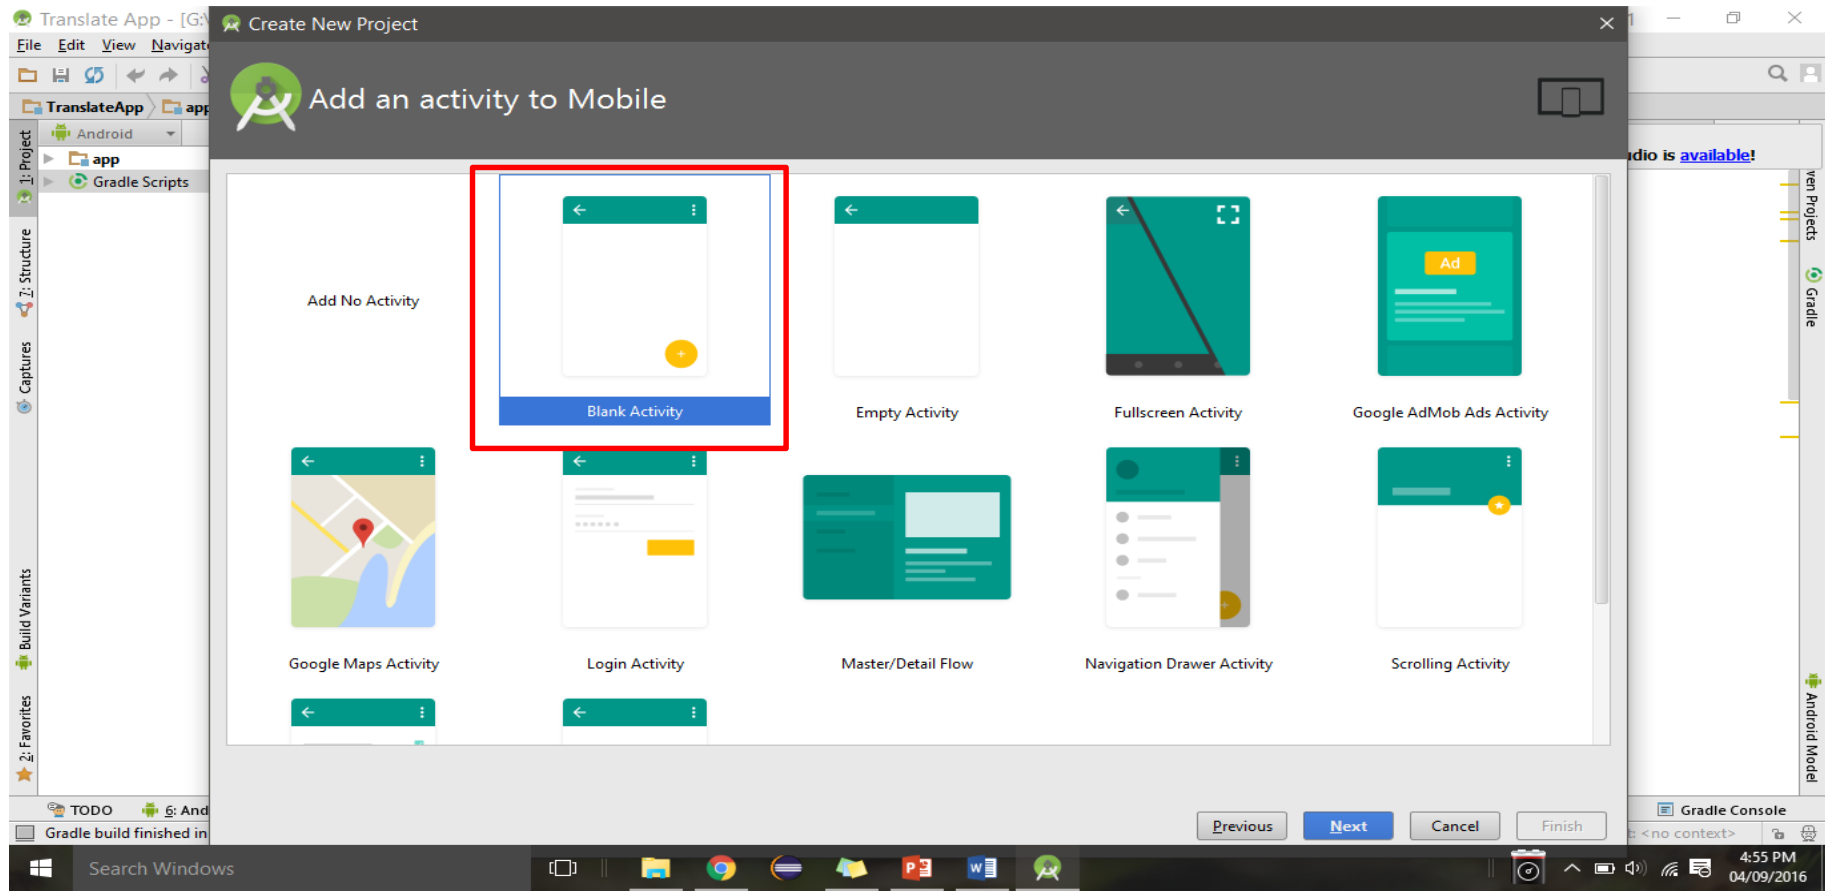 Translate App - [G:\
Create New Project
File Edit View Navigat
Add an activity to Mobile
TranslateApp app
Android
app
Gradle Scripts
1: Project
7: Structure
Captures
Build Variants
2: Favorites
dio is available!
ven Projects
Gradle
Android Model
Ad
Add No Activity
Blank Activity
Empty Activity
Fullscreen Activity
Google AdMob Ads Activity
Google Maps Activity
Login Activity
Master/Detail Flow
Navigation Drawer Activity
Scrolling Activity
Previous Next Cancel Finish
TODO 6: And
Gradle Console
Gradle build finished in
t: <no context>
Search Windows
4:55 PM
04/09/2016